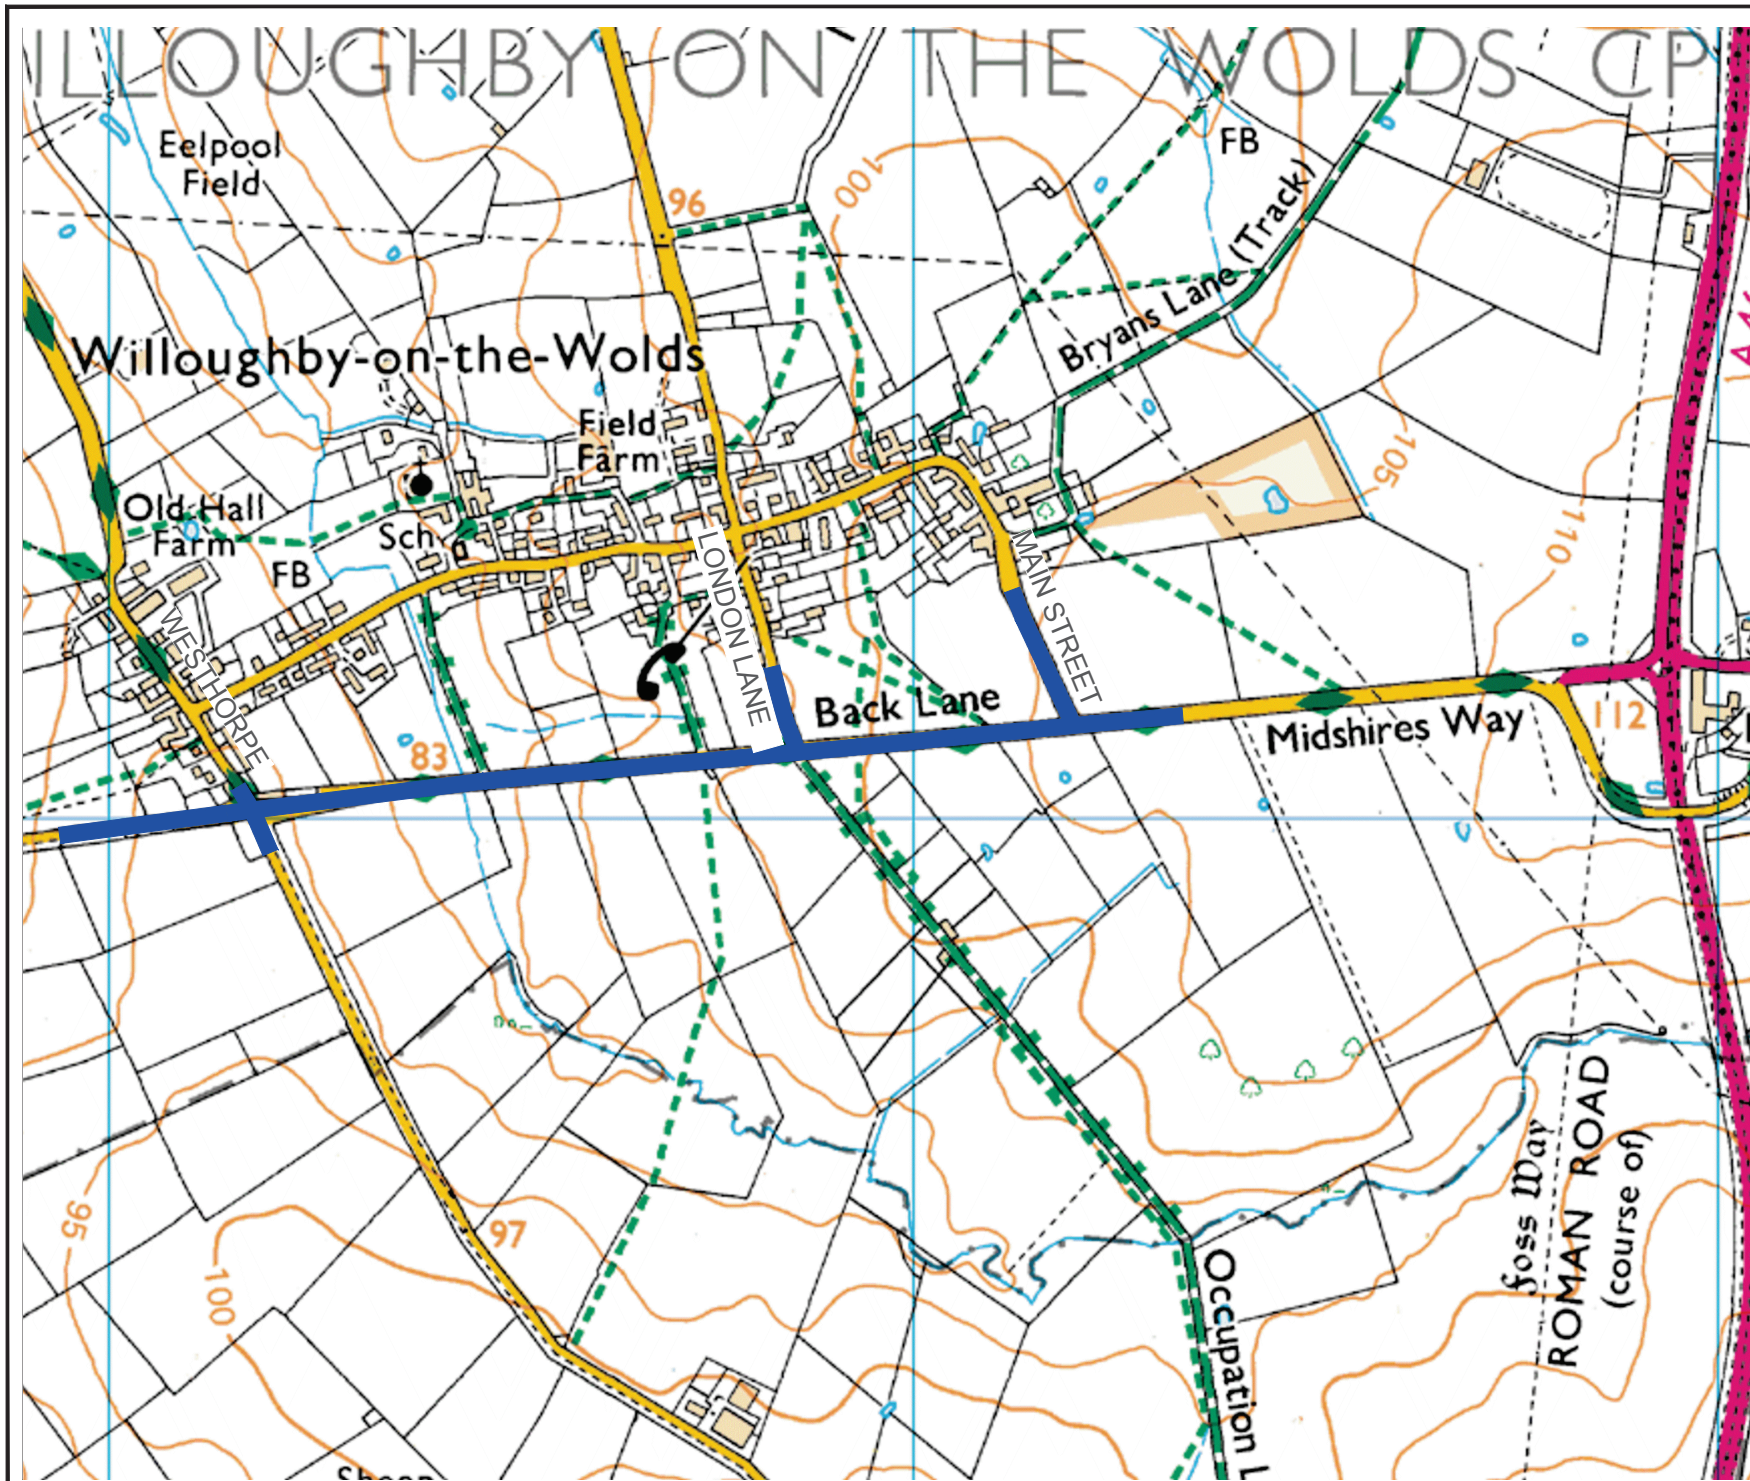 ILLOUGHBY ON THE WOLDS CP
Eelpool
Field
FB
96
100
Bryans Lane (Track)
Willoughby-on-the-Wolds
Field
Farm
105
Old Hall
Farm
Sch
FB
110
LONDON LANE
MAIN STREET
WESTHORPE
Back Lane
Midshires Way
112
83
95
100
97
Foss Way
ROMAN ROAD
(course of)
Occupation L